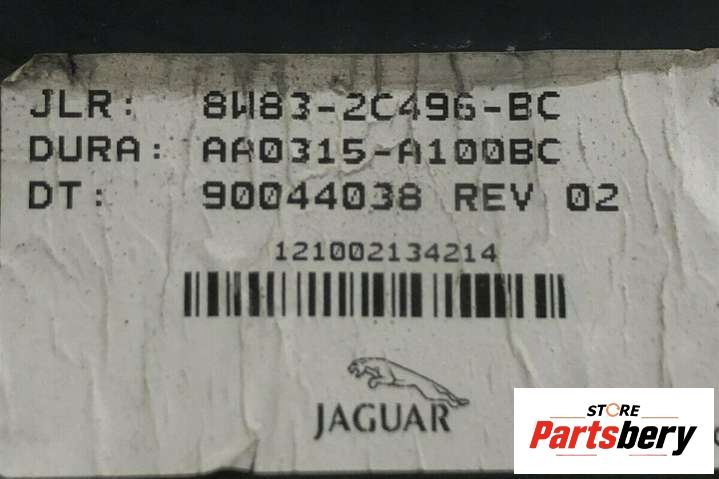 JLR: 8W83-2C496-BC
DURA: AA0315-A100BC
DT: 90044038 REV 02
121002134214
JAGUAR
STORE
Partsbery